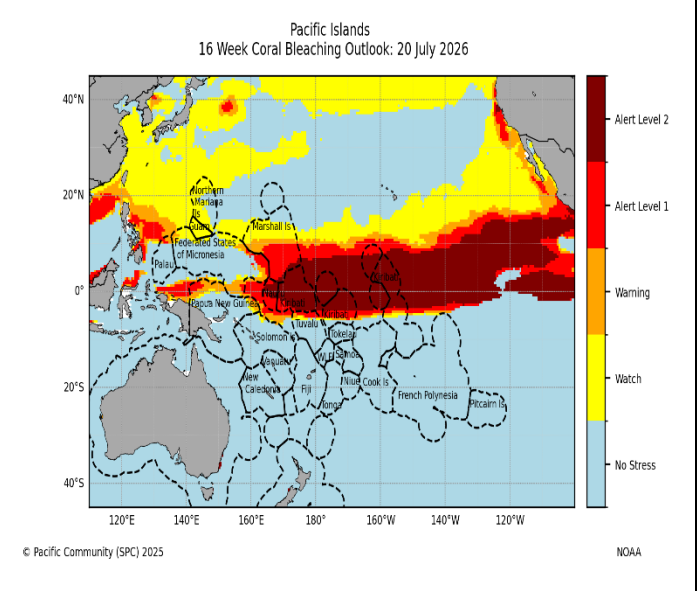 Pacific Islands
16 Week Coral Bleaching Outlook: 20 July 2026
40°N
20°N
0°
20°S
40°S
120°E
140°E
160°E
180°
160°W
140°W
120°W
Northern
Mariana
Ils
Guam
Marshall Is
Federated States
of Micronesia
Palau
Kiribati
Papua New Guinea
Kiribati
Kiribati
Tuvalu
Tokelau
Solomon Is
Samoa
Vanuatu
New
Caledonia
Fiji
Niue
Cook Is
Tonga
French Polynesia
Pitcairn Is
Alert Level 2
Alert Level 1
Warning
Watch
No Stress
© Pacific Community (SPC) 2025
NOAA